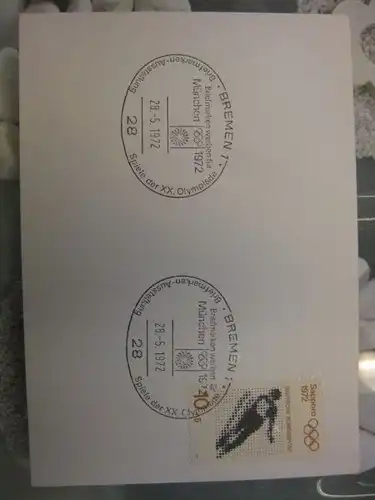 BREMEN 1
Briefmarken werben für
München 1972
28.-5. 1972
28
Briefmarken-Ausstellung
Spiele der XX. Olympiade
BREMEN 1
Briefmarken werben für
München 197
28.-5. 1972
28
Briefmarken-Ausstellung
Spiele der XX. Olympiade
Sapporo
1972
DEUTSCHE BUNDESPOST
10